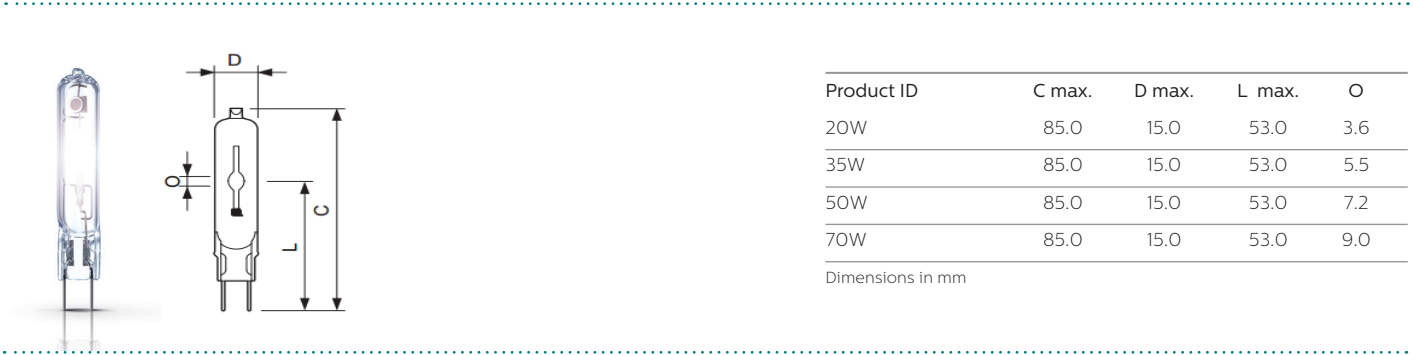 D
O
L
C
Product ID C max. D max. L max. O
20W 85.0 15.0 53.0 3.6
35W 85.0 15.0 53.0 5.5
50W 85.0 15.0 53.0 7.2
70W 85.0 15.0 53.0 9.0
Dimensions in mm